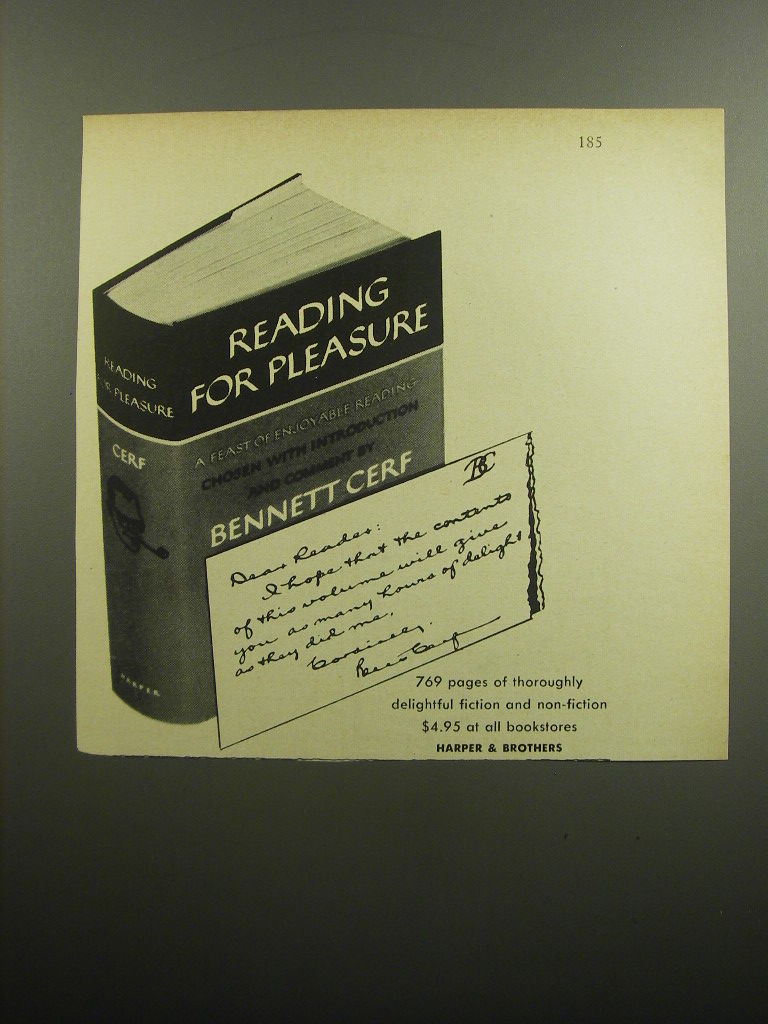 185
READING
FOR PLEASURE
A FEAST OF ENJOYABLE READING
CHOSEN WITH INTRODUCTION
AND COMMENT BY
BENNETT CERF
READING
FOR PLEASURE
CERF
HARPER
BC
Dear Reader:
I hope that the contents
of this volume will give
you as many hours of delight
as they did me.
Cordially,
Bennett Cerf
769 pages of thoroughly
delightful fiction and non-fiction
$4.95 at all bookstores
HARPER & BROTHERS